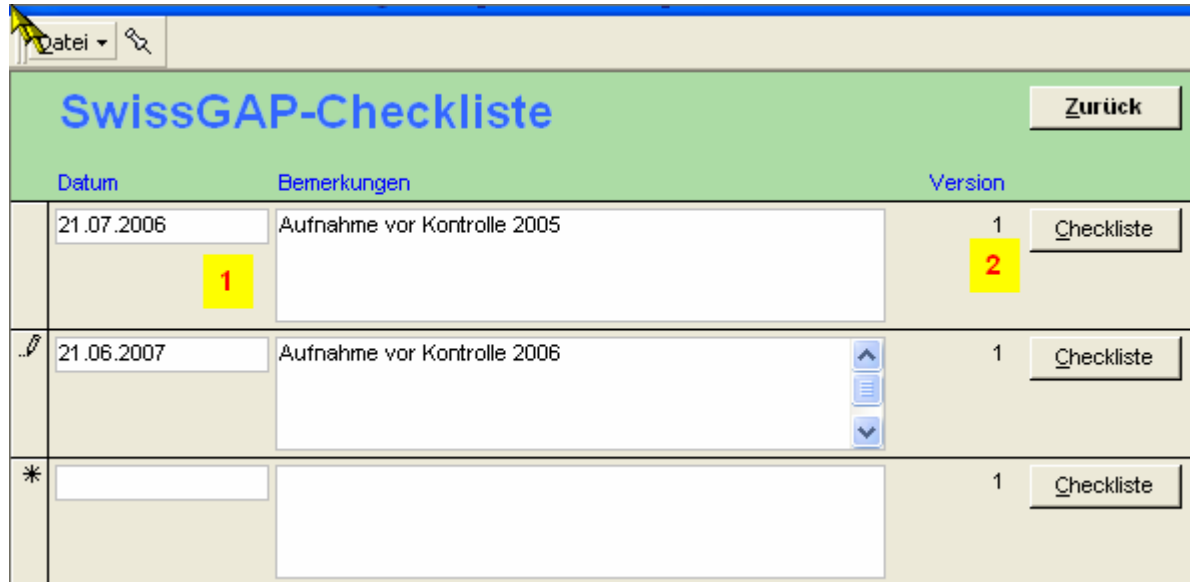 Datei
SwissGAP-Checkliste
Zurück
Datum Bemerkungen Version
21.07.2006 Aufnahme vor Kontrolle 2005 1 Checkliste
1 2
21.06.2007 Aufnahme vor Kontrolle 2006 1 Checkliste
* 1 Checkliste